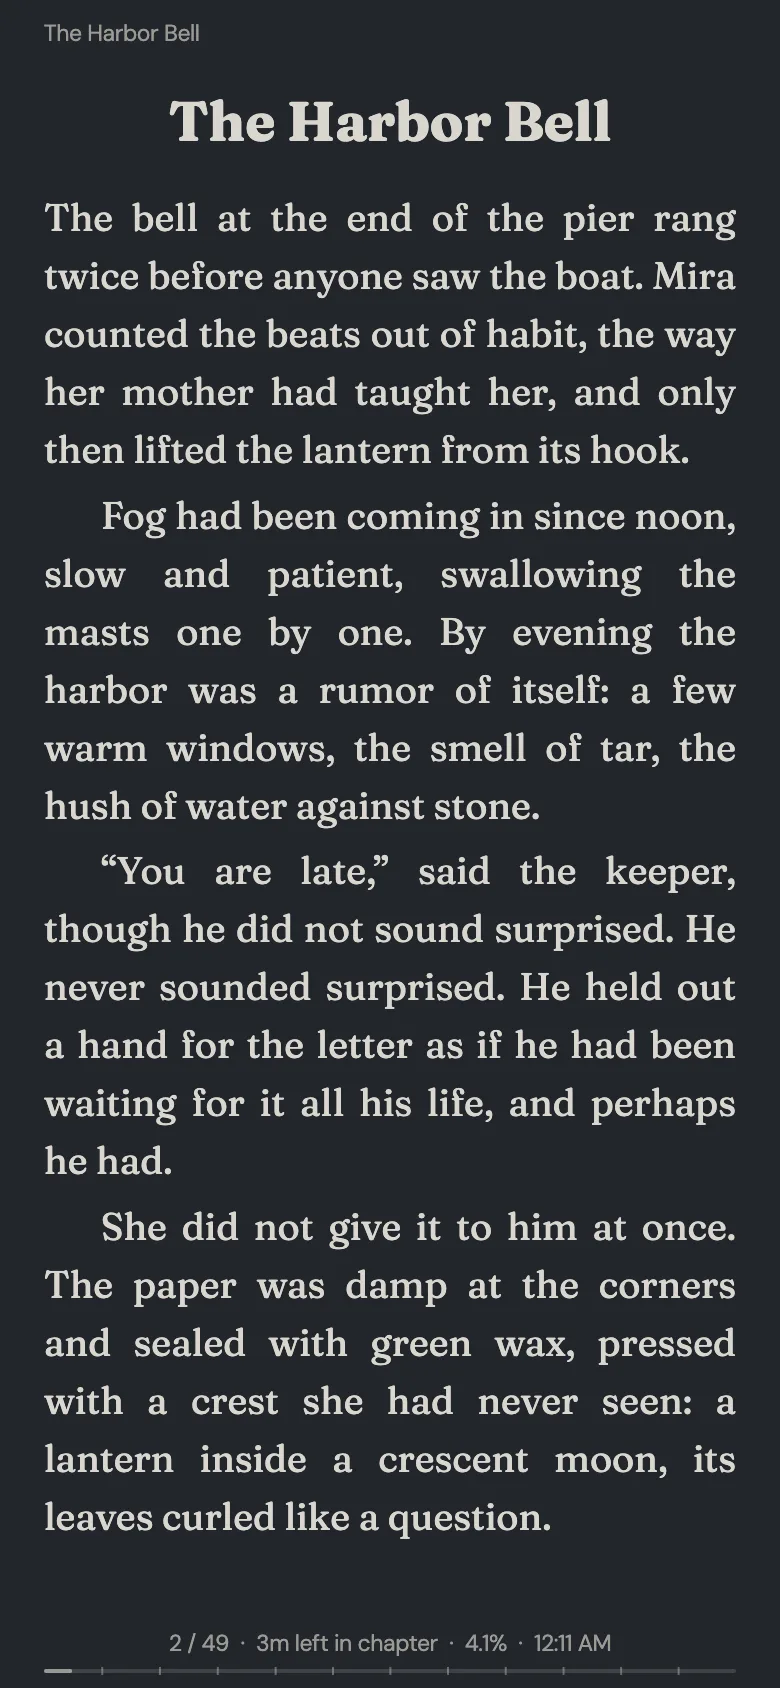 The Harbor Bell
The Harbor Bell
The bell at the end of the pier rang
twice before anyone saw the boat. Mira
counted the beats out of habit, the way
her mother had taught her, and only
then lifted the lantern from its hook.
Fog had been coming in since noon,
slow and patient, swallowing the
masts one by one. By evening the
harbor was a rumor of itself: a few
warm windows, the smell of tar, the
hush of water against stone.
“You are late,” said the keeper,
though he did not sound surprised. He
never sounded surprised. He held out
a hand for the letter as if he had been
waiting for it all his life, and perhaps
he had.
She did not give it to him at once.
The paper was damp at the corners
and sealed with green wax, pressed
with a crest she had never seen: a
lantern inside a crescent moon, its
leaves curled like a question.
2 / 49 · 3m left in chapter · 4.1% · 12:11 AM